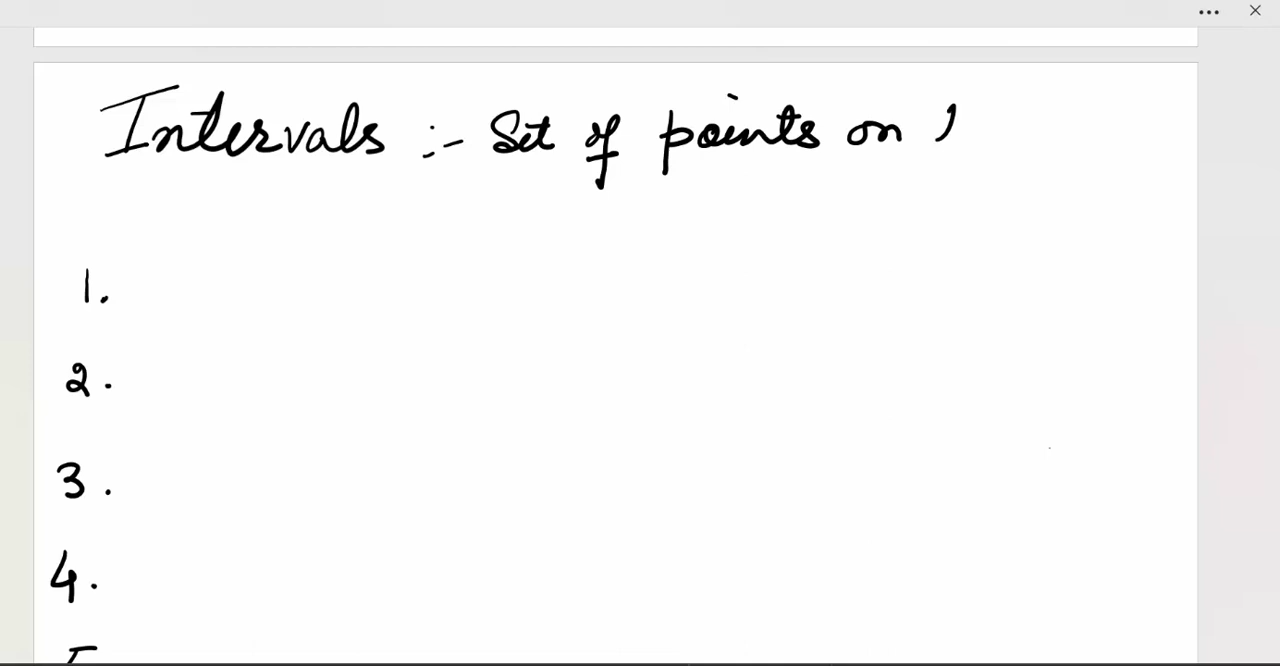 Intervals :- Set of points on
1.
2.
3.
4.